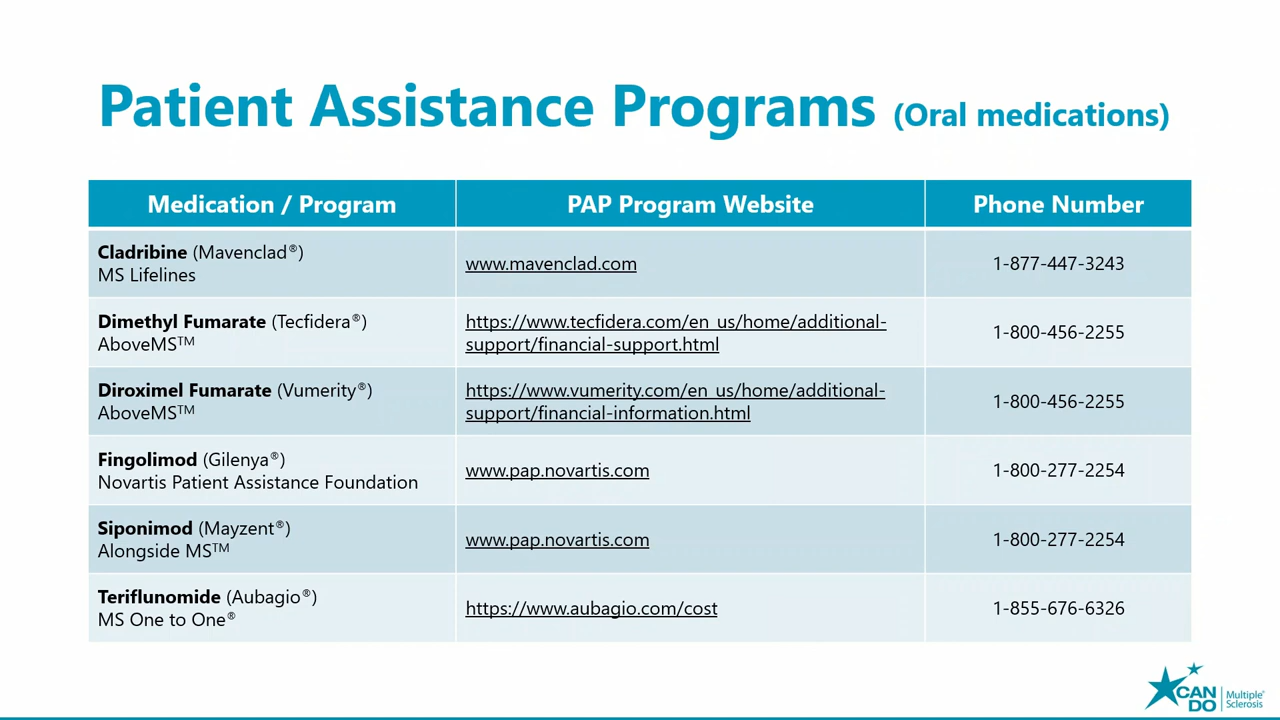 Patient Assistance Programs (Oral medications)
Medication / Program
PAP Program Website
Phone Number
Cladribine (Mavenclad®)
MS Lifelines
www.mavenclad.com
1-877-447-3243
Dimethyl Fumarate (Tecfidera®)
AboveMS™
https://www.tecfidera.com/en_us/home/additional-
support/financial-support.html
1-800-456-2255
Diroximel Fumarate (Vumerity®)
AboveMS™
https://www.vumerity.com/en_us/home/additional-
support/financial-information.html
1-800-456-2255
Fingolimod (Gilenya®)
Novartis Patient Assistance Foundation
www.pap.novartis.com
1-800-277-2254
Siponimod (Mayzent®)
Alongside MS™
www.pap.novartis.com
1-800-277-2254
Teriflunomide (Aubagio®)
MS One to One®
https://www.aubagio.com/cost
1-855-676-6326
CAN
DO
Multiple®
Sclerosis